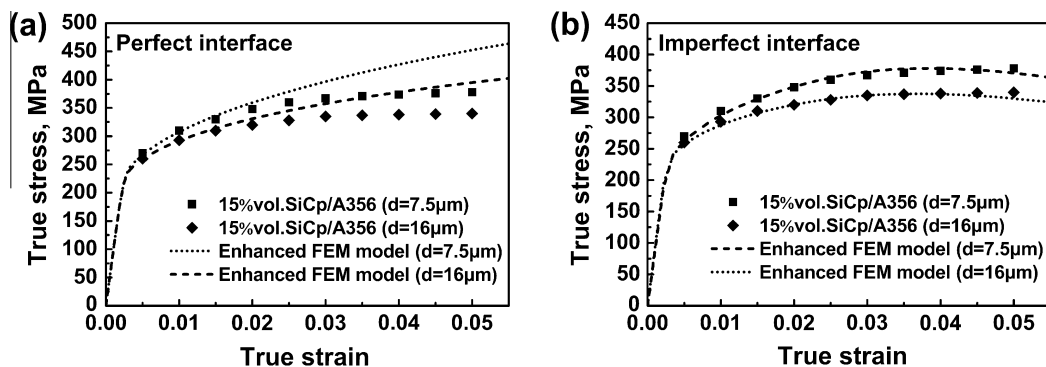 (a)
Perfect interface
500
450
400
350
300
250
200
150
100
50
0
True stress, MPa
15%vol.SiCp/A356 (d=7.5μm)
15%vol.SiCp/A356 (d=16μm)
Enhanced FEM model (d=7.5μm)
Enhanced FEM model (d=16μm)
0.00 0.01 0.02 0.03 0.04 0.05
True strain
(b)
Imperfect interface
450
400
350
300
250
200
150
100
50
0
True stress, MPa
15%vol.SiCp/A356 (d=7.5μm)
15%vol.SiCp/A356 (d=16μm)
Enhanced FEM model (d=7.5μm)
Enhanced FEM model (d=16μm)
0.00 0.01 0.02 0.03 0.04 0.05
True strain